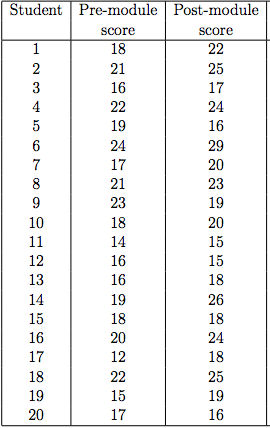 Student Pre-module Post-module
score score
1 18 22
2 21 25
3 16 17
4 22 24
5 19 16
6 24 29
7 17 20
8 21 23
9 23 19
10 18 20
11 14 15
12 16 15
13 16 18
14 19 26
15 18 18
16 20 24
17 12 18
18 22 25
19 15 19
20 17 16